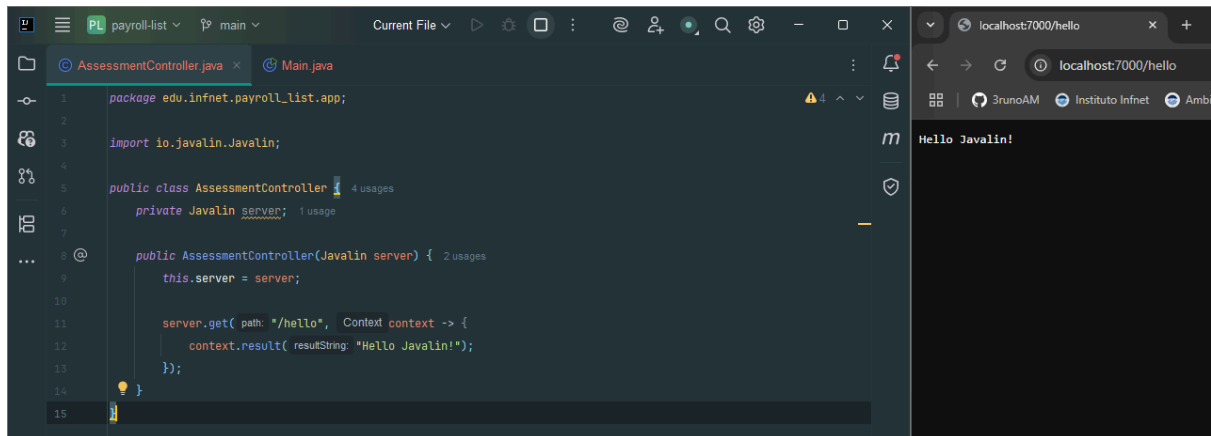 PL payroll-list main Current File
AssessmentController.java × Main.java
1 package edu.infnet.payroll_list.app; 4
2
3 import io.javalin.Javalin;
4
5 public class AssessmentController { 4 usages
6 private Javalin server; 1 usage
7
8 @ public AssessmentController(Javalin server) { 2 usages
9 this.server = server;
10
11 server.get( path: "/hello", Context context -> {
12 context.result( resultString: "Hello Javalin!");
13 });
14 }
15 }
m
localhost:7000/hello
localhost:7000/hello
3runoAM Instituto Infnet Ambi
Hello Javalin!